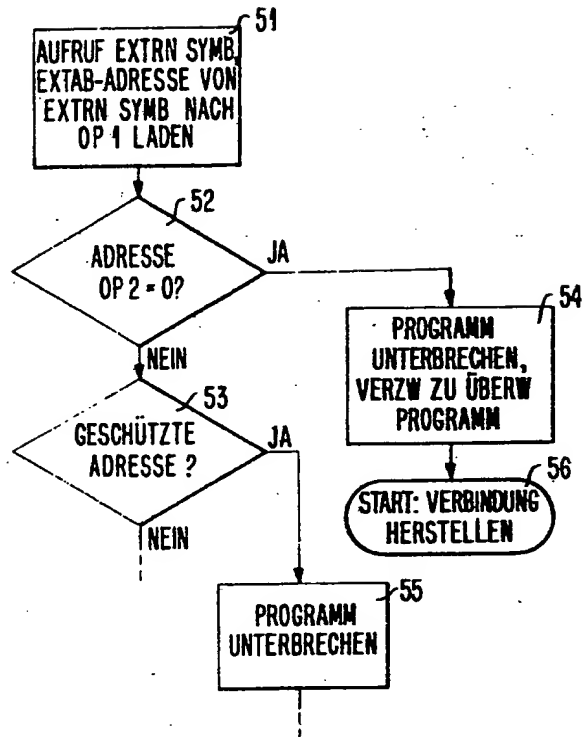 51
AUFRUF EXTRN SYMB,
EXTAB-ADRESSE VON
EXTRN SYMB NACH
OP 1 LADEN
52
ADRESSE
OP 2 = 0?
JA
NEIN
53
GESCHÜTZTE
ADRESSE ?
JA
NEIN
54
PROGRAMM
UNTERBRECHEN,
VERZW ZU ÜBERW
PROGRAMM
56
START: VERBINDUNG
HERSTELLEN
55
PROGRAMM
UNTERBRECHEN